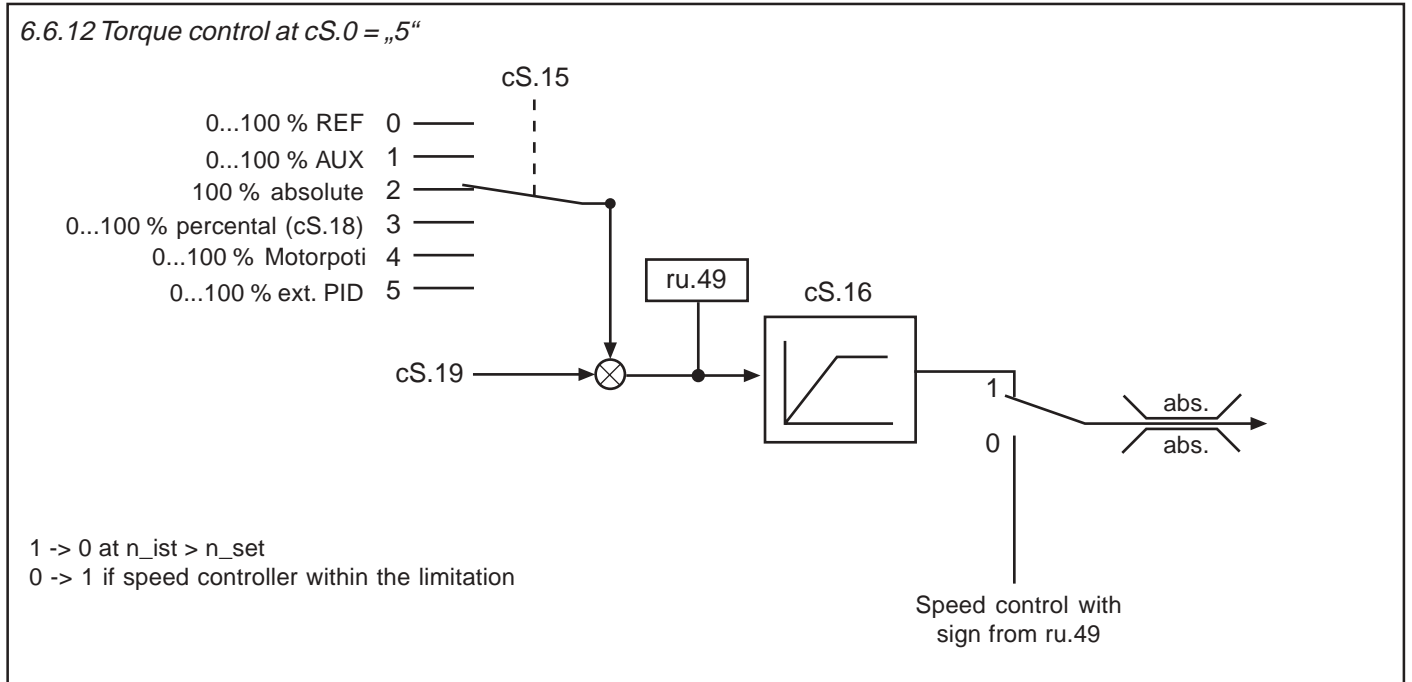 6.6.12 Torque control at cS.0 = „5“
cS.15
0...100 % REF 0
0...100 % AUX 1
100 % absolute 2
0...100 % percental (cS.18) 3
0...100 % Motorpoti 4
0...100 % ext. PID 5
ru.49
cS.16
cS.19
1
abs.
0
abs.
1 -> 0 at n_ist > n_set
0 -> 1 if speed controller within the limitation
Speed control with
sign from ru.49